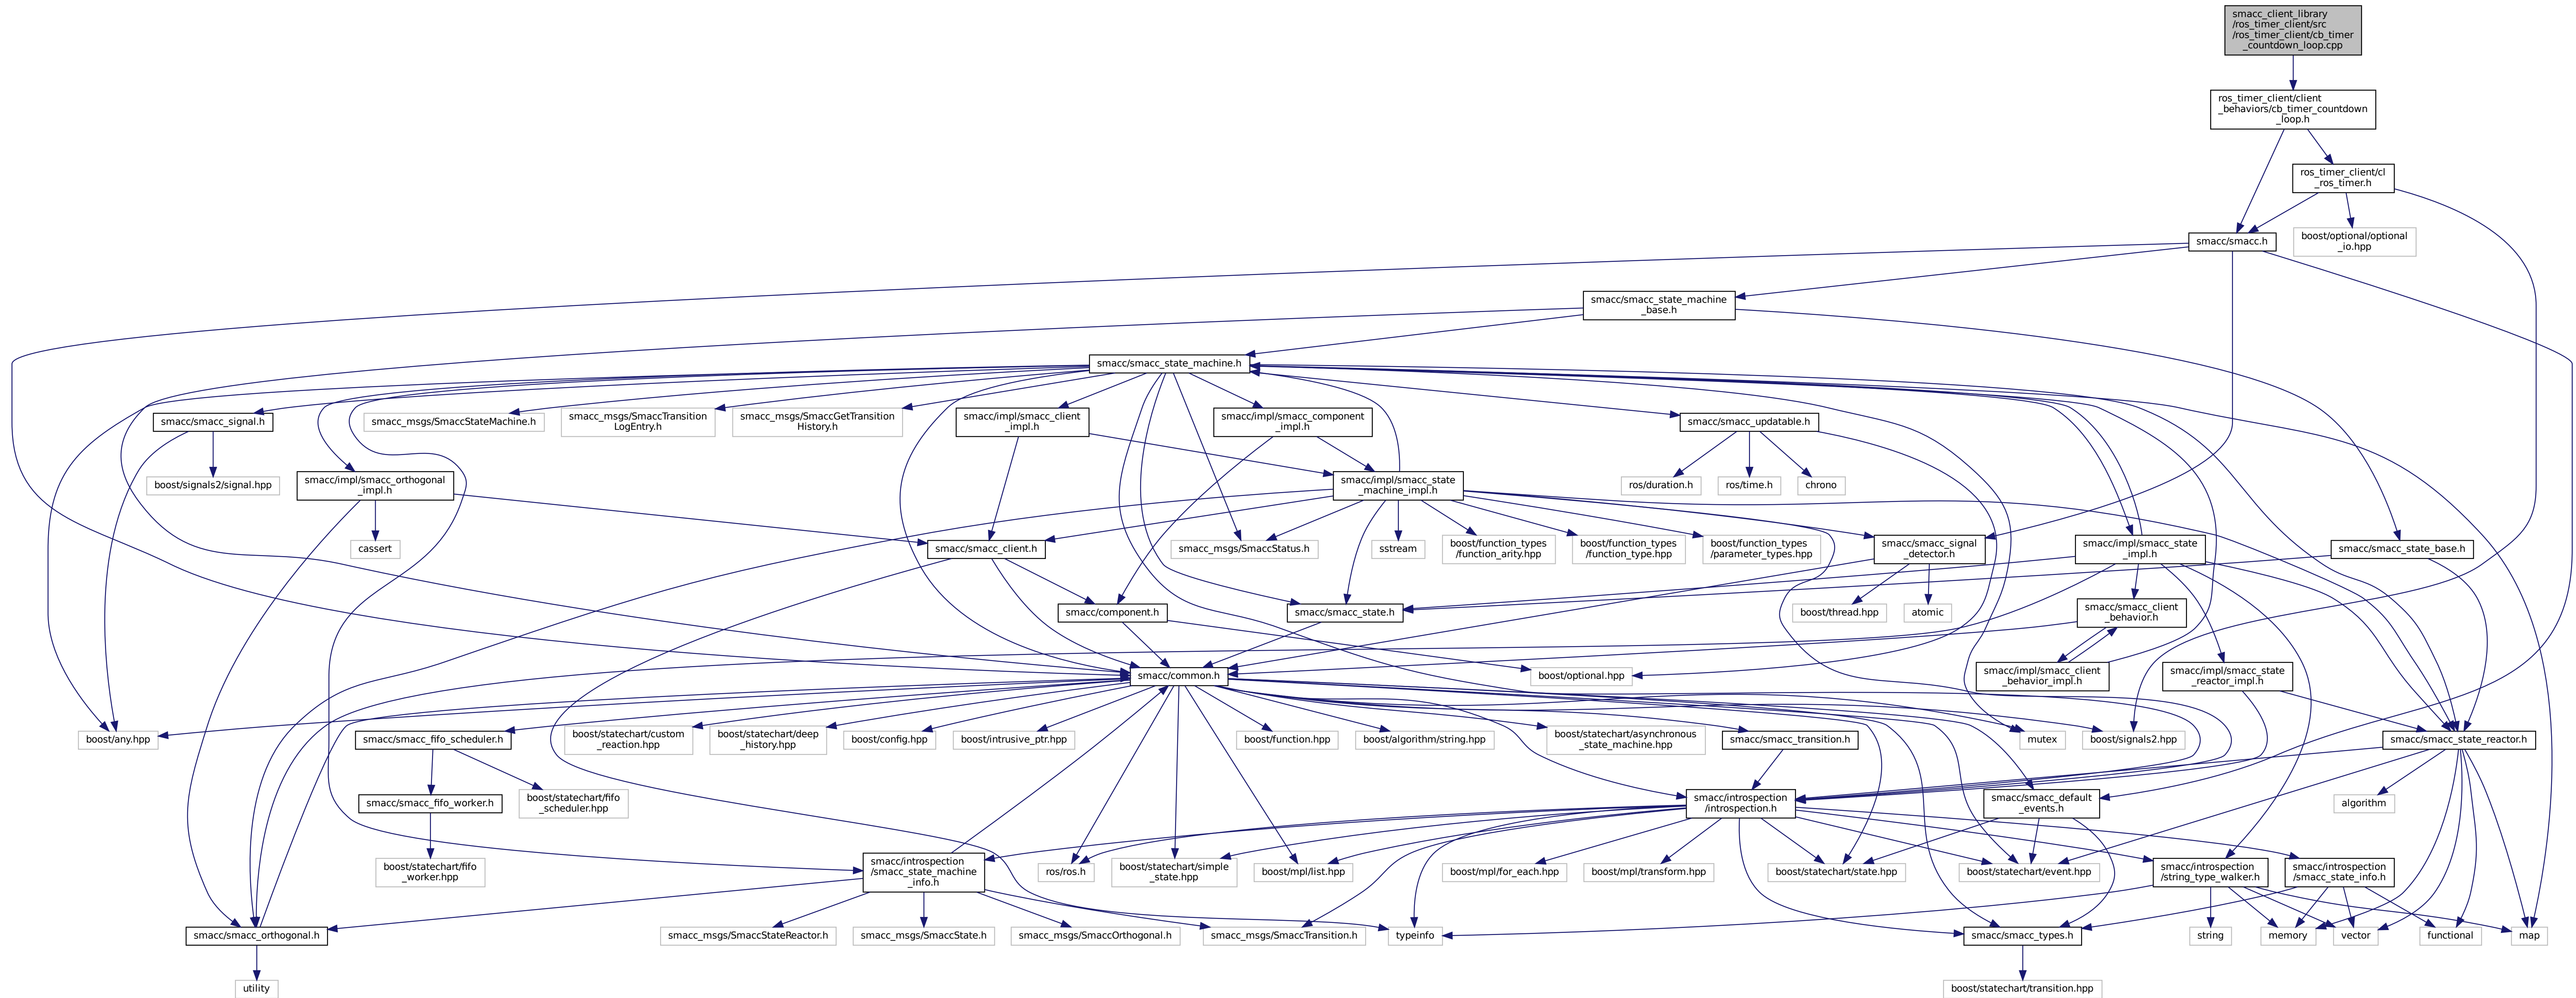 smacc_client_library
/ros_timer_client/src
/ros_timer_client/cb_timer
_countdown_loop.cpp
ros_timer_client/client
_behaviors/cb_timer_countdown
_loop.h
ros_timer_client/cl
_ros_timer.h
smacc/smacc.h
boost/optional/optional
_io.hpp
smacc/smacc_state_machine
_base.h
smacc/smacc_state_machine.h
smacc/smacc_signal.h
smacc_msgs/SmaccStateMachine.h
smacc_msgs/SmaccTransition
LogEntry.h
smacc_msgs/SmaccGetTransition
History.h
smacc/impl/smacc_client
_impl.h
smacc/impl/smacc_component
_impl.h
smacc/smacc_updatable.h
boost/signals2/signal.hpp
smacc/impl/smacc_orthogonal
_impl.h
smacc/impl/smacc_state
_machine_impl.h
ros/duration.h
ros/time.h
chrono
cassert
smacc/smacc_client.h
smacc_msgs/SmaccStatus.h
sstream
boost/function_types
/function_arity.hpp
boost/function_types
/function_type.hpp
boost/function_types
/parameter_types.hpp
smacc/smacc_signal
_detector.h
smacc/impl/smacc_state
_impl.h
smacc/smacc_state_base.h
smacc/component.h
smacc/smacc_state.h
boost/thread.hpp
atomic
smacc/smacc_client
_behavior.h
smacc/common.h
boost/optional.hpp
smacc/impl/smacc_client
_behavior_impl.h
smacc/impl/smacc_state
_reactor_impl.h
boost/any.hpp
smacc/smacc_fifo_scheduler.h
boost/statechart/custom
_reaction.hpp
boost/statechart/deep
_history.hpp
boost/config.hpp
boost/intrusive_ptr.hpp
boost/function.hpp
boost/algorithm/string.hpp
boost/statechart/asynchronous
_state_machine.hpp
smacc/smacc_transition.h
mutex
boost/signals2.hpp
smacc/smacc_state_reactor.h
smacc/smacc_fifo_worker.h
boost/statechart/fifo
_scheduler.hpp
smacc/introspection
/introspection.h
smacc/smacc_default
_events.h
algorithm
boost/statechart/fifo
_worker.hpp
smacc/introspection
/smacc_state_machine
_info.h
ros/ros.h
boost/statechart/simple
_state.hpp
boost/mpl/list.hpp
boost/mpl/for_each.hpp
boost/mpl/transform.hpp
boost/statechart/state.hpp
boost/statechart/event.hpp
smacc/introspection
/string_type_walker.h
smacc/introspection
/smacc_state_info.h
smacc/smacc_orthogonal.h
smacc_msgs/SmaccStateReactor.h
smacc_msgs/SmaccState.h
smacc_msgs/SmaccOrthogonal.h
smacc_msgs/SmaccTransition.h
typeinfo
smacc/smacc_types.h
string
memory
vector
functional
map
utility
boost/statechart/transition.hpp